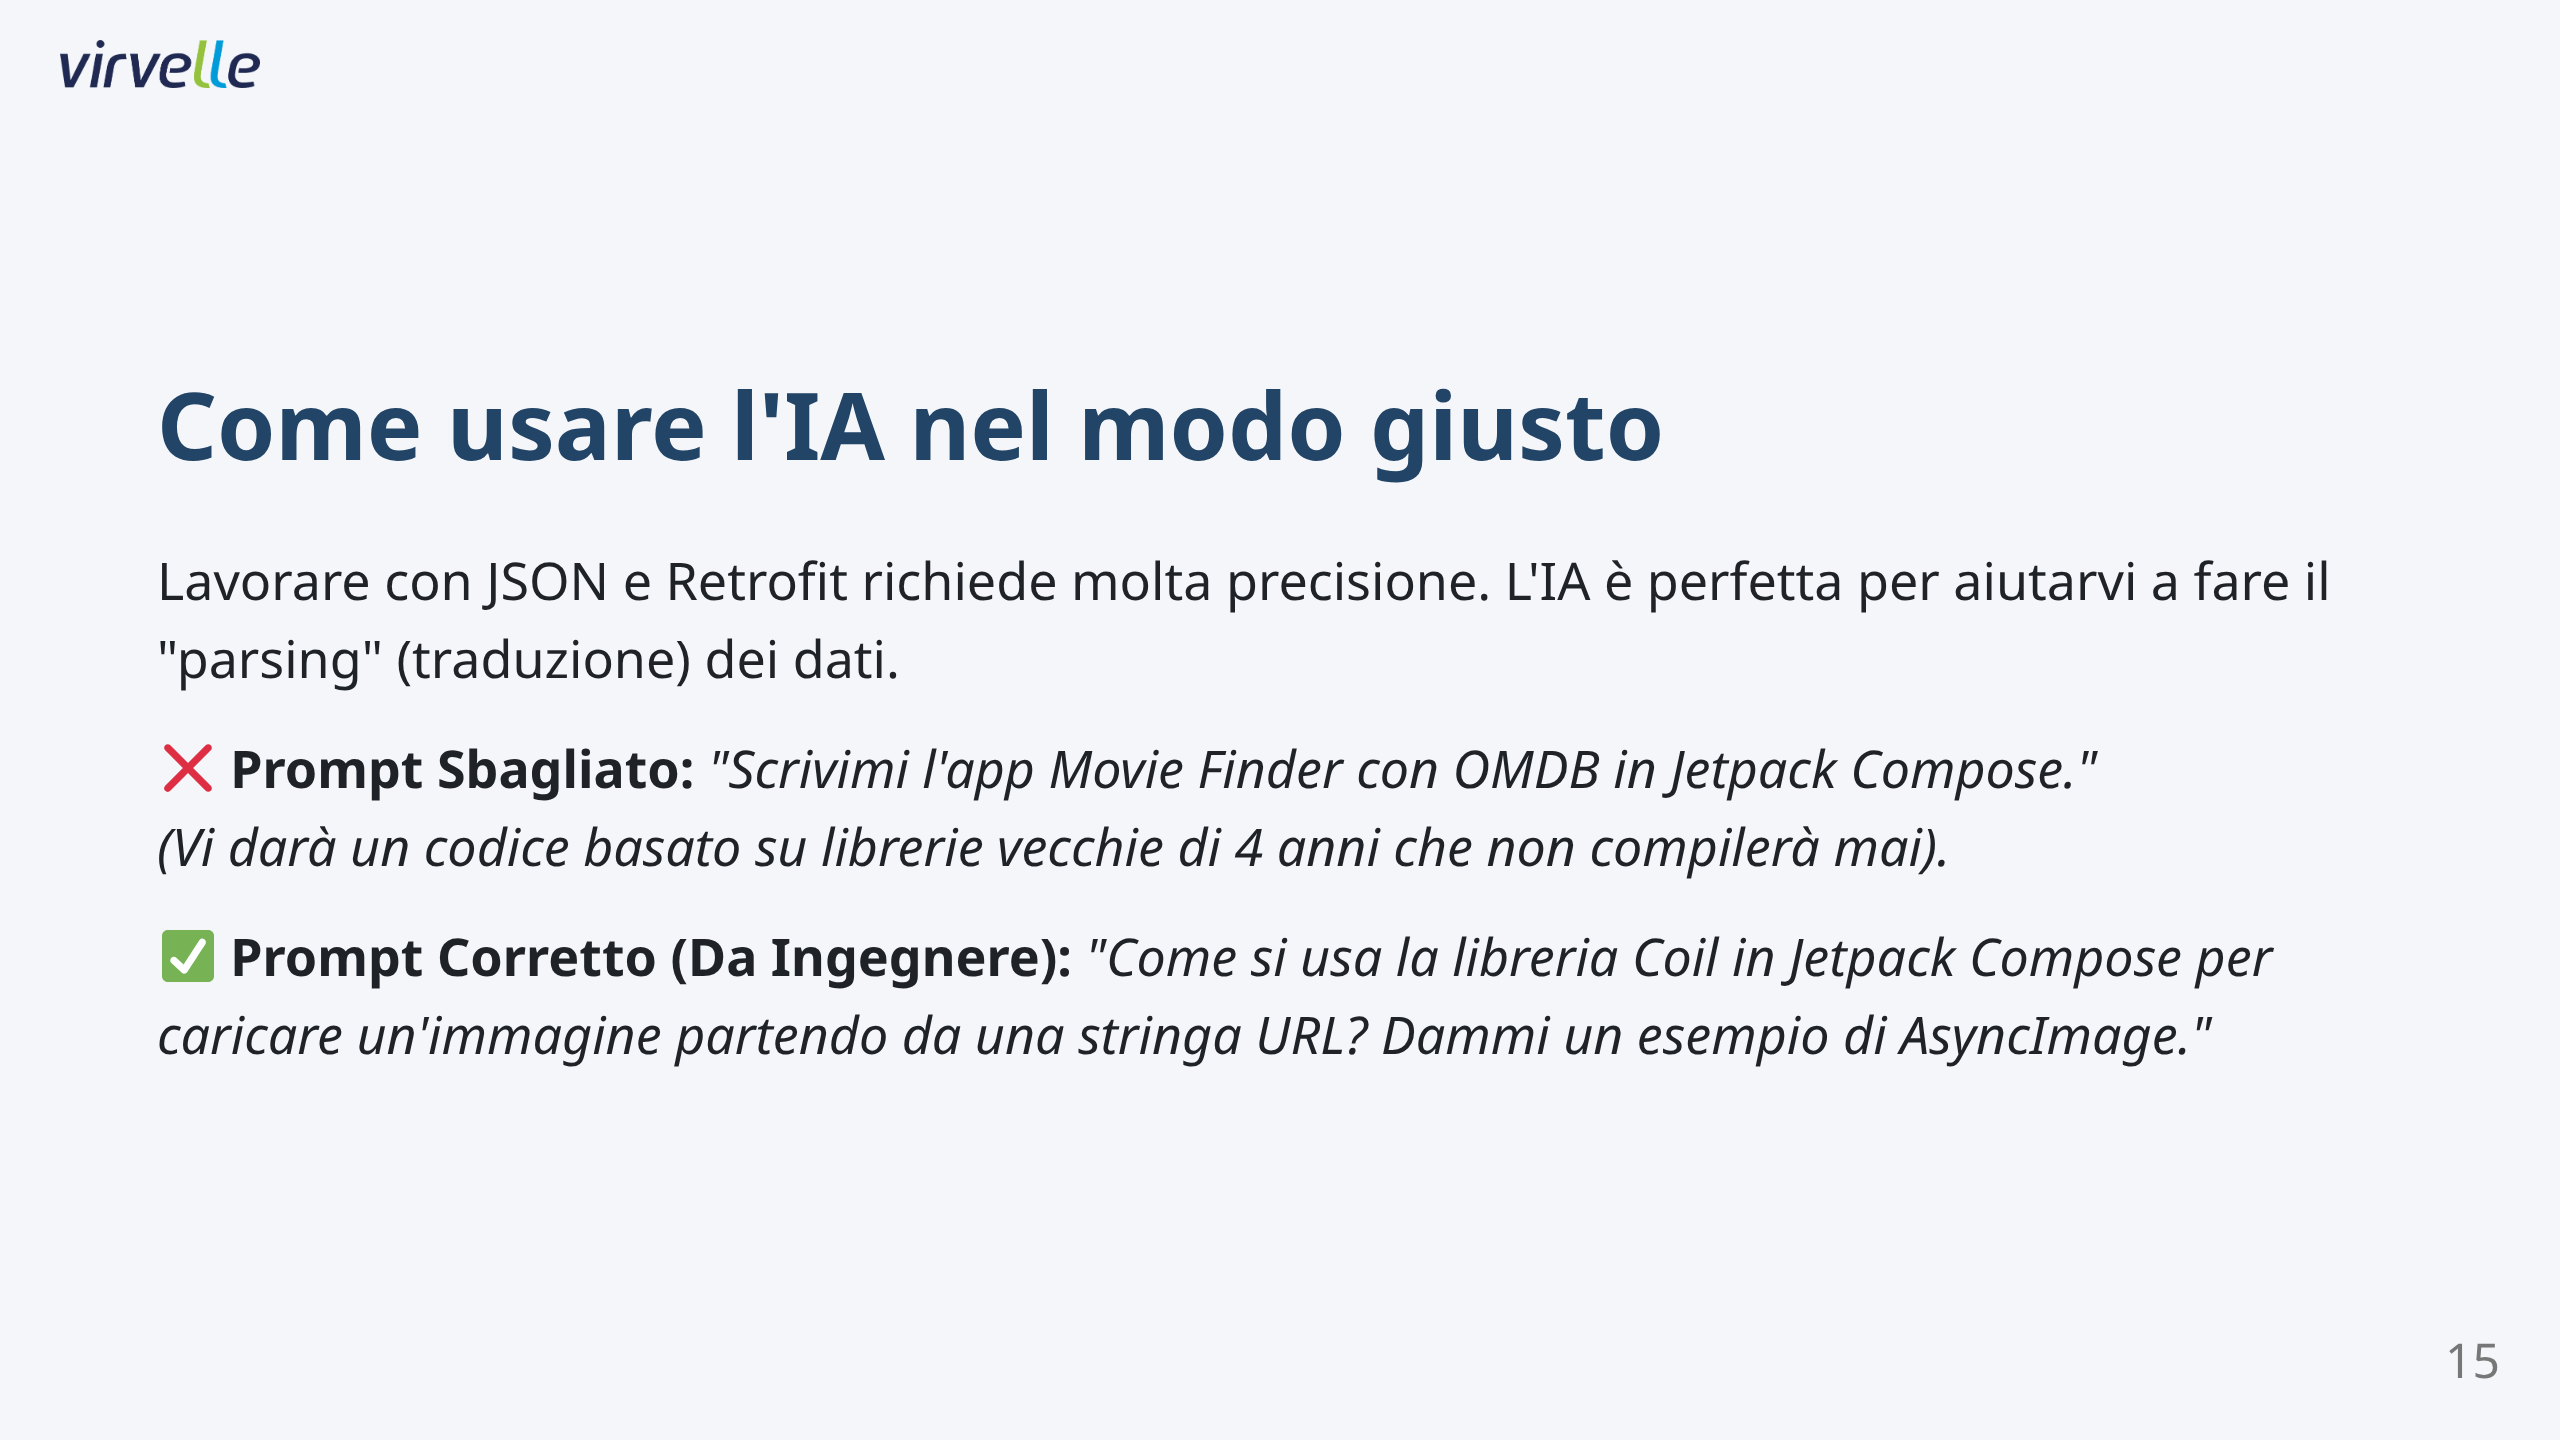 virvelle
Come usare l'IA nel modo giusto
Lavorare con JSON e Retrofit richiede molta precisione. L'IA è perfetta per aiutarvi a fare il
"parsing" (traduzione) dei dati.
❌ Prompt Sbagliato: "Scrivimi l'app Movie Finder con OMDB in Jetpack Compose."
(Vi darà un codice basato su librerie vecchie di 4 anni che non compilerà mai).
✅ Prompt Corretto (Da Ingegnere): "Come si usa la libreria Coil in Jetpack Compose per
caricare un'immagine partendo da una stringa URL? Dammi un esempio di AsyncImage."
15